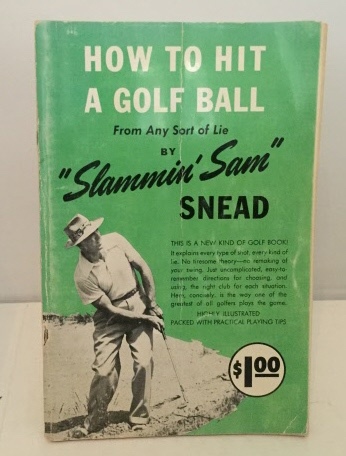 HOW TO HIT
A GOLF BALL
From Any Sort of Lie
BY
"Slammin' Sam"
SNEAD
THIS IS A NEW KIND OF GOLF BOOK!
It explains every type of shot, every kind of
lie. No tiresome theory—no remaking of
your swing. Just uncomplicated, easy-to-
remember directions for choosing, and
using, the right club for each situation.
Here, concisely, is the way one of the
greatest of all golfers plays the game.
HIGHLY ILLUSTRATED
PACKED WITH PRACTICAL PLAYING TIPS
$1.00